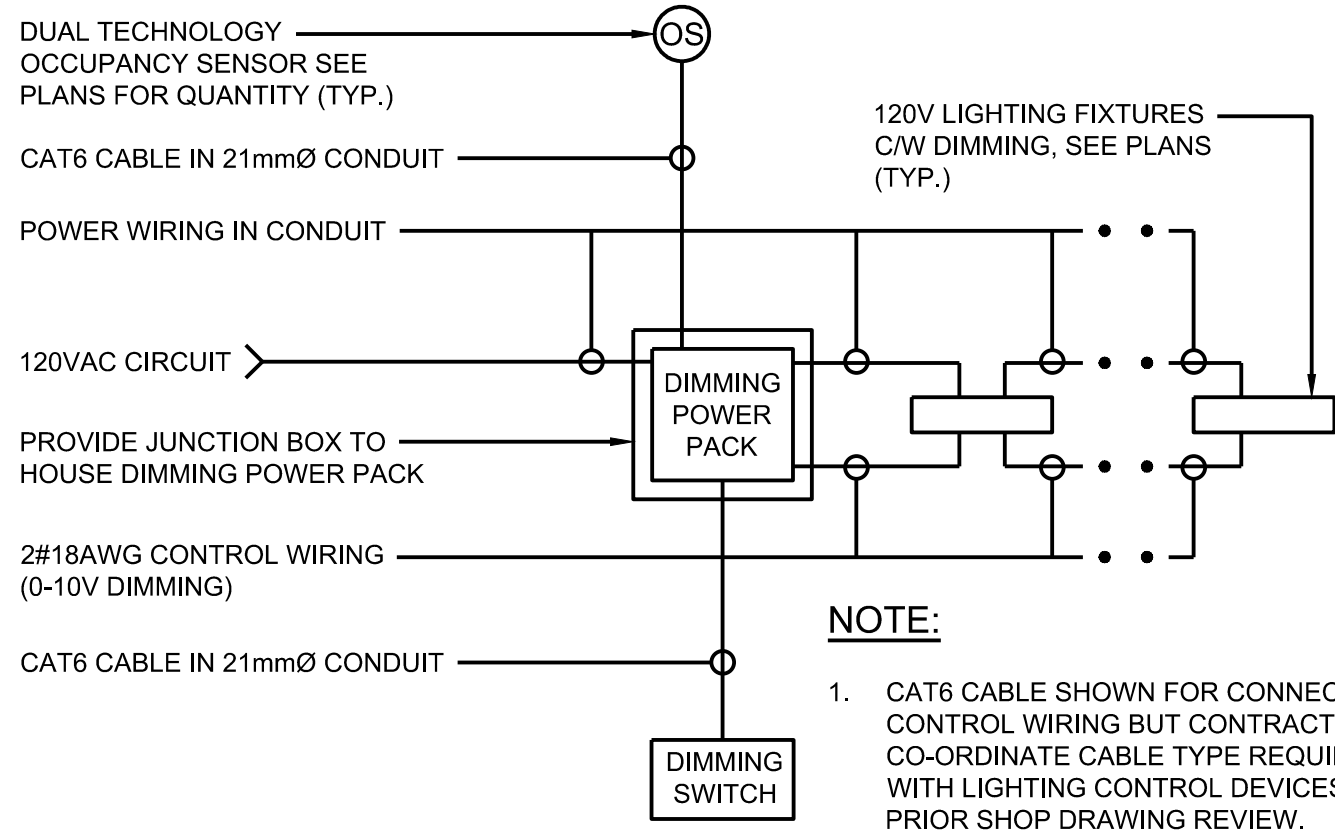 DUAL TECHNOLOGY
OCCUPANCY SENSOR SEE
PLANS FOR QUANTITY (TYP.)
OS
120V LIGHTING FIXTURES
C/W DIMMING, SEE PLANS
(TYP.)
CAT6 CABLE IN 21mmØ CONDUIT
POWER WIRING IN CONDUIT
120VAC CIRCUIT
DIMMING
POWER
PACK
PROVIDE JUNCTION BOX TO
HOUSE DIMMING POWER PACK
2#18AWG CONTROL WIRING
(0-10V DIMMING)
CAT6 CABLE IN 21mmØ CONDUIT
DIMMING
SWITCH
NOTE:
1. CAT6 CABLE SHOWN FOR
CONTROL WIRING BUT
CO-ORDINATE CABLE TYPE
WITH LIGHTING CONTROL DEVICES
PRIOR SHOP DRAWING REVIEW.